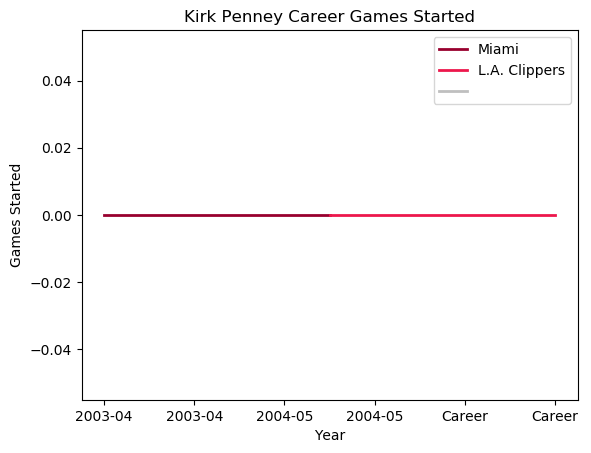 Kirk Penney Career Games Started
Miami
L.A. Clippers
0.04
0.02
0.00
−0.02
−0.04
Games Started
2003-04 2003-04 2004-05 2004-05 Career Career
Year